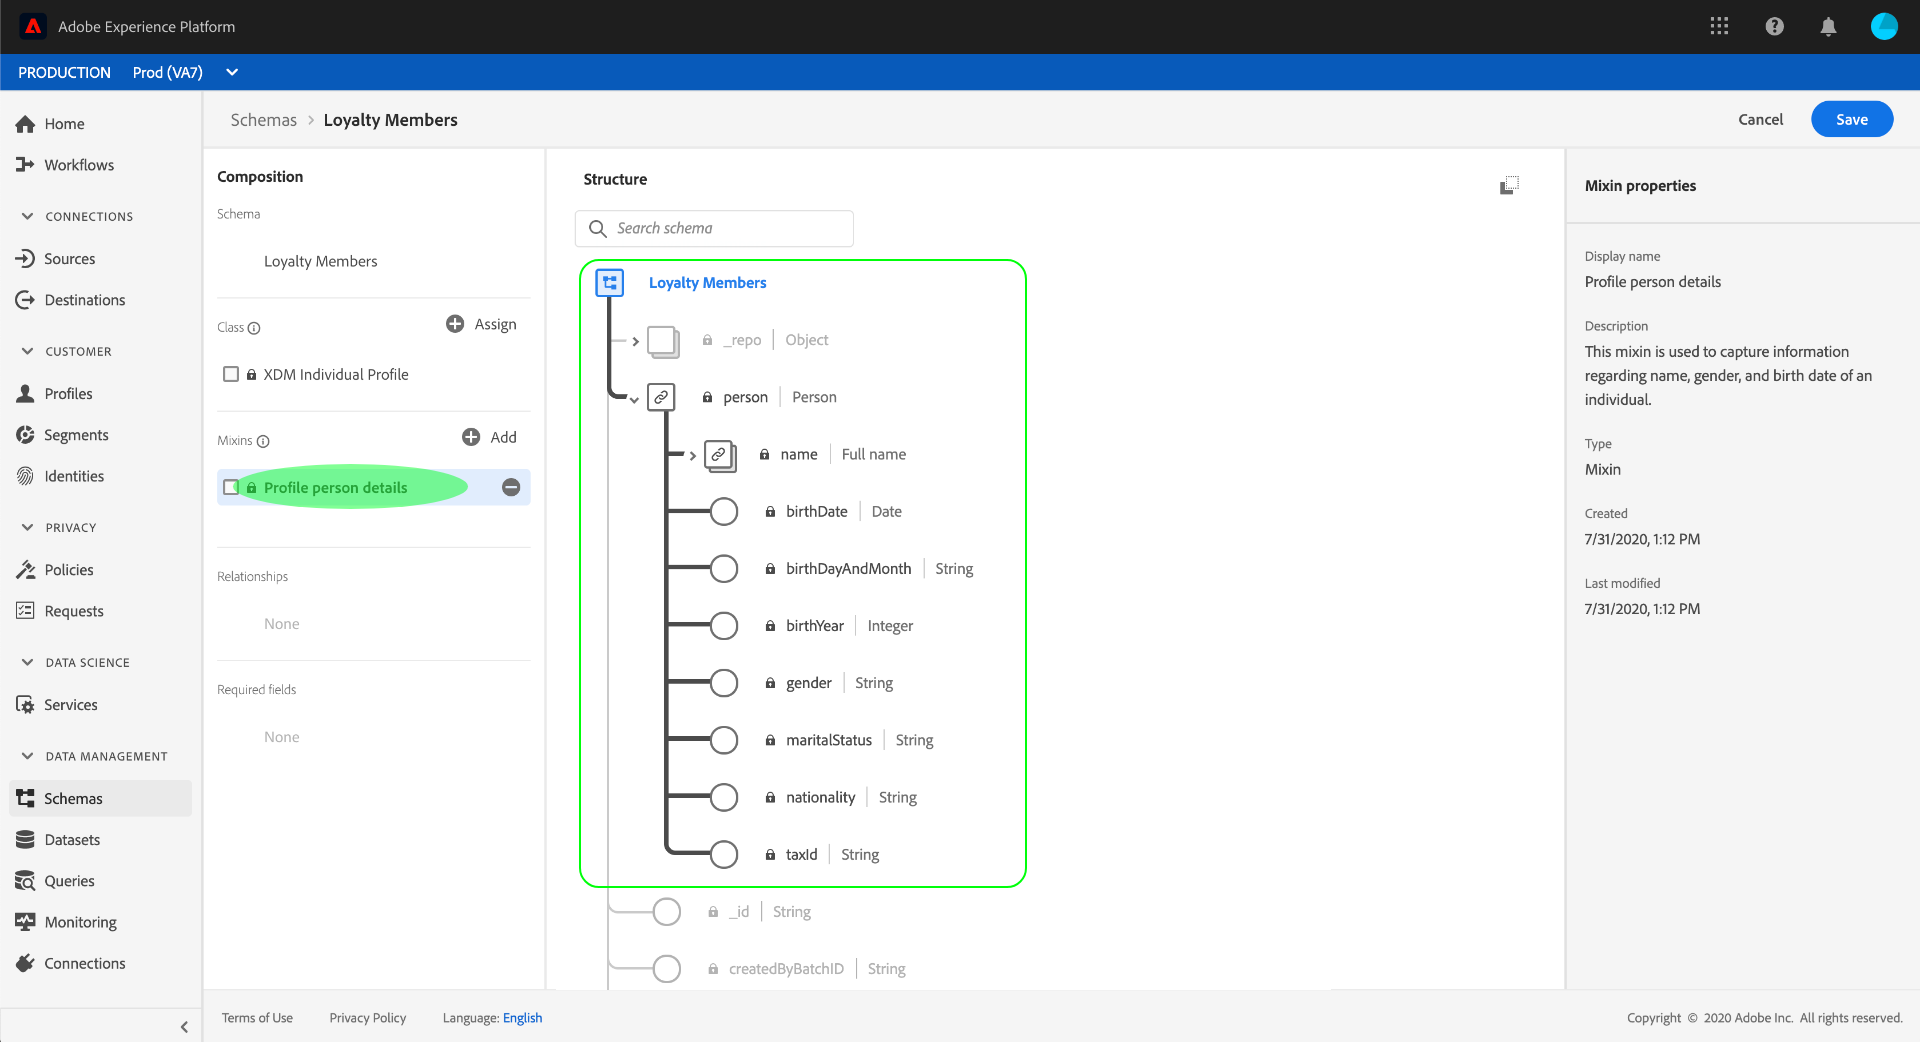 Adobe Experience Platform
PRODUCTION Prod (VA7)
Home
Workflows
CONNECTIONS
Sources
Destinations
CUSTOMER
Profiles
Segments
Identities
PRIVACY
Policies
Requests
DATA SCIENCE
Services
DATA MANAGEMENT
Schemas
Datasets
Queries
Monitoring
Connections
Schemas > Loyalty Members
Cancel
Save
Composition
Schema
Loyalty Members
Class
Assign
XDM Individual Profile
Mixins
Add
Profile person details
Relationships
None
Required fields
None
Structure
Search schema
Loyalty Members
_repo | Object
person | Person
name | Full name
birthDate | Date
birthDayAndMonth | String
birthYear | Integer
gender | String
maritalStatus | String
nationality | String
taxId | String
_id | String
createdByBatchID | String
Mixin properties
Display name
Profile person details
Description
This mixin is used to capture information
regarding name, gender, and birth date of an
individual.
Type
Mixin
Created
7/31/2020, 1:12 PM
Last modified
7/31/2020, 1:12 PM
Terms of Use Privacy Policy Language: English
Copyright © 2020 Adobe Inc. All rights reserved.